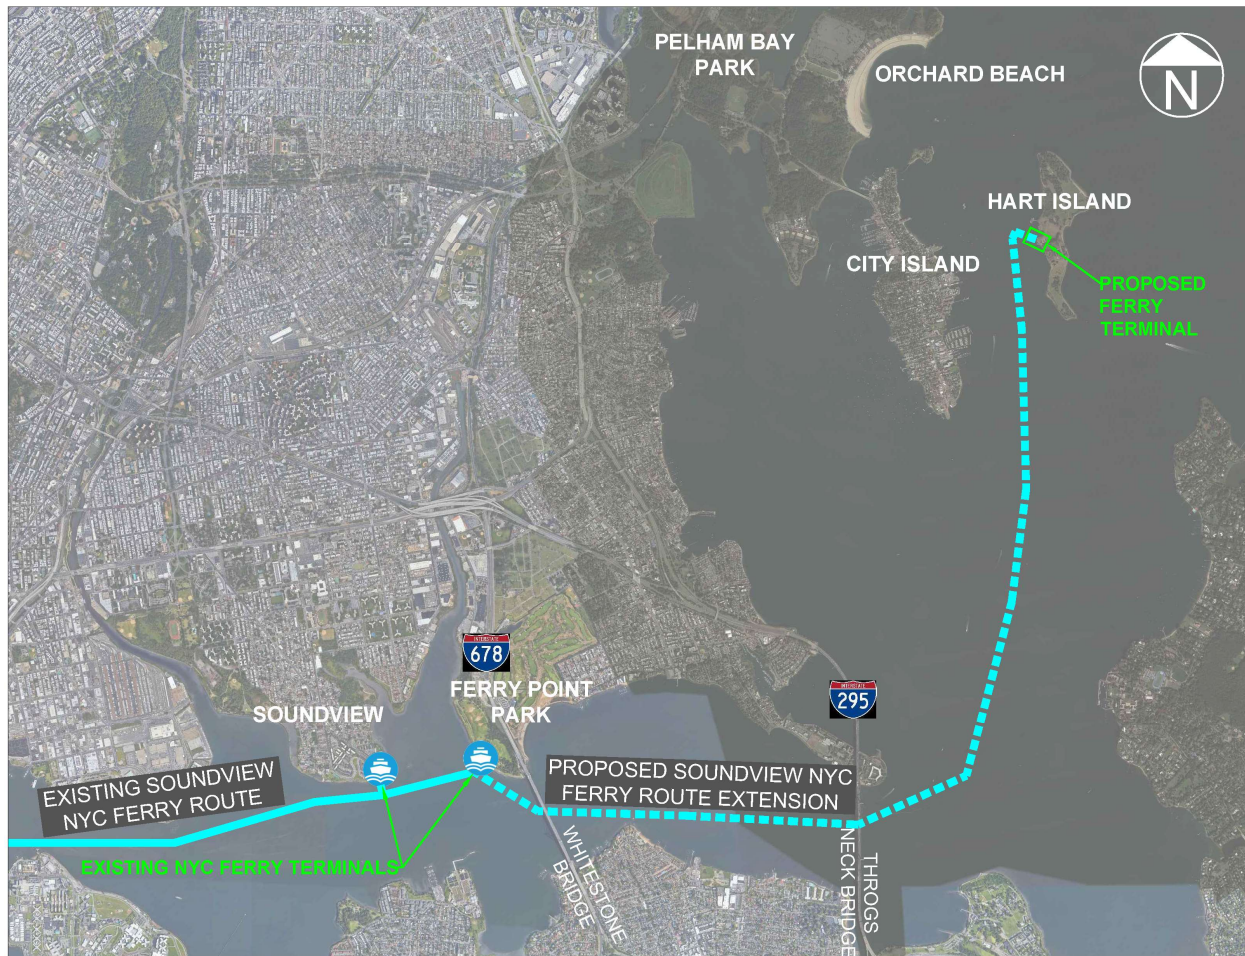 PELHAM BAY
PARK
ORCHARD BEACH
N
HART ISLAND
CITY ISLAND
PROPOSED
FERRY
TERMINAL
INTERSTATE
678
INTERSTATE
295
FERRY POINT
PARK
SOUNDVIEW
EXISTING SOUNDVIEW
NYC FERRY ROUTE
PROPOSED SOUNDVIEW NYC
FERRY ROUTE EXTENSION
EXISTING NYC FERRY TERMINALS
WHITESTONE
BRIDGE
THROGS
NECK BRIDGE